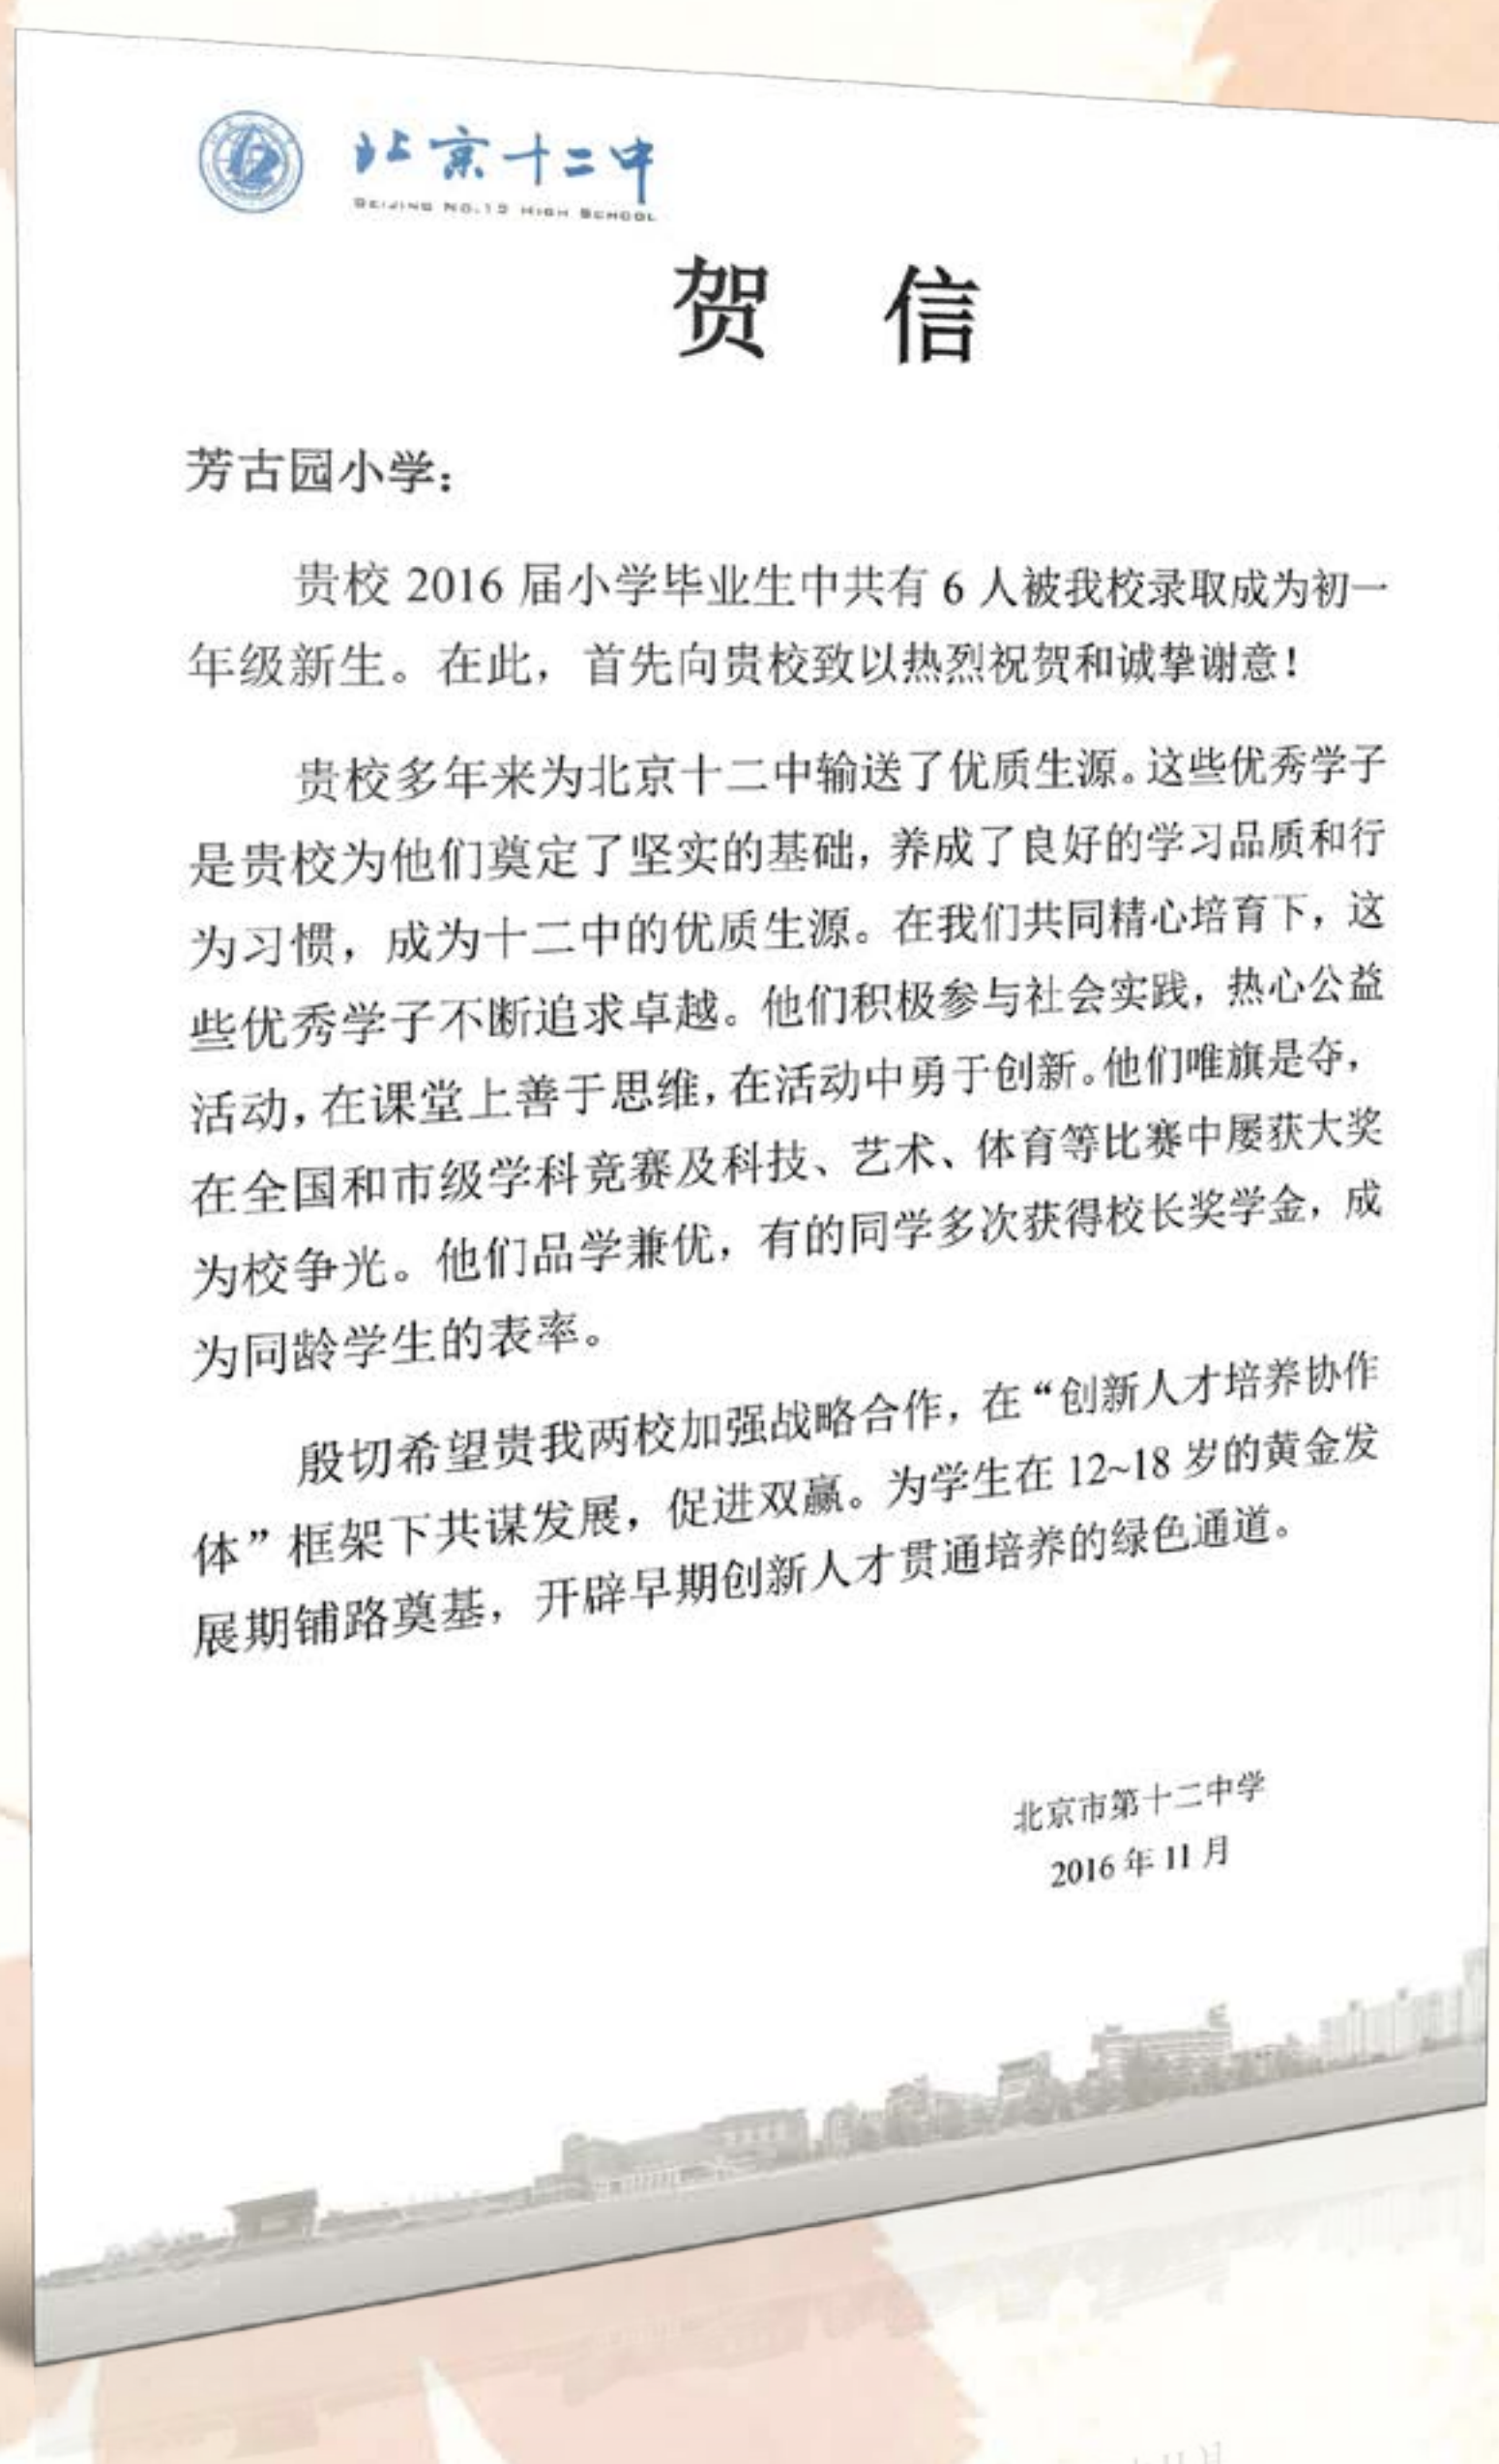 北京十二中
BEIJING NO.12 HIGH SCHOOL
贺 信
芳古园小学：
贵校 2016 届小学毕业生中共有 6 人被我校录取成为初一
年级新生。在此，首先向贵校致以热烈祝贺和诚挚谢意！
贵校多年来为北京十二中输送了优质生源。这些优秀学子
是贵校为他们奠定了坚实的基础，养成了良好的学习品质和行
为习惯，成为十二中的优质生源。在我们共同精心培育下，这
些优秀学子不断追求卓越。他们积极参与社会实践，热心公益
活动，在课堂上善于思维，在活动中勇于创新。他们唯旗是夺，
在全国和市级学科竞赛及科技、艺术、体育等比赛中屡获大奖
为校争光。他们品学兼优，有的同学多次获得校长奖学金，成
为同龄学生的表率。
殷切希望贵我两校加强战略合作，在“创新人才培养协作
体”框架下共谋发展，促进双赢。为学生在 12~18 岁的黄金发
展期铺路奠基，开辟早期创新人才贯通培养的绿色通道。
北京市第十二中学
2016 年 11 月